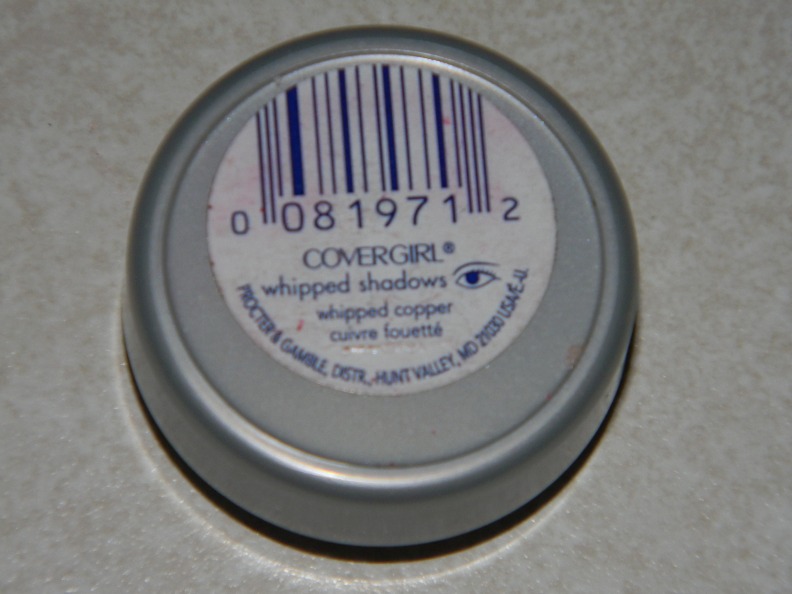 0 081971 2
COVERGIRL®
whipped shadows
whipped copper
cuivre fouetté
PROCTER & GAMBLE, DISTR., HUNT VALLEY, MD 21030 USA/É.-U.